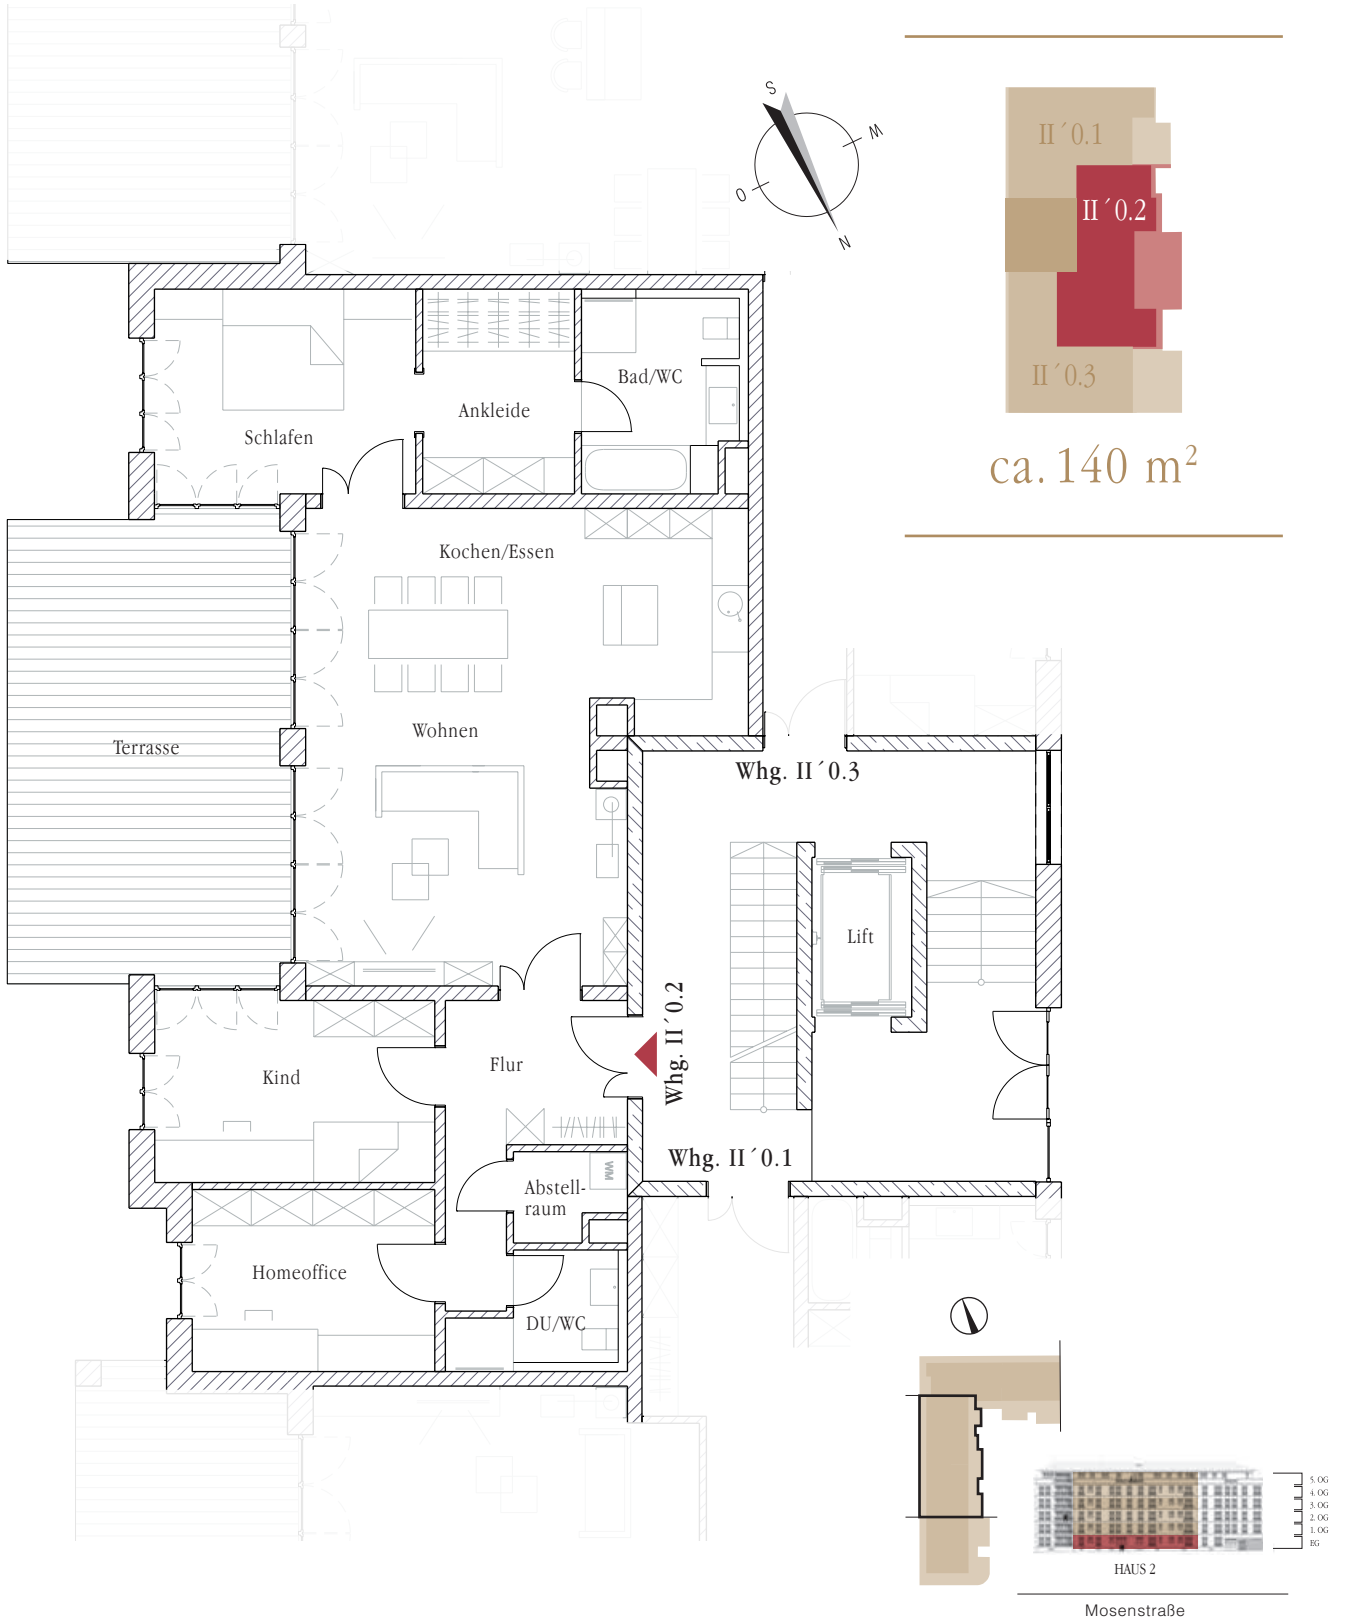 S
W
O
N
II´0.1
II´0.2
II´0.3
ca. 140 m²
Bad/WC
Ankleide
Schlafen
Kochen/Essen
Wohnen
Terrasse
Whg. II´0.3
Lift
Whg. II´0.2
Flur
Kind
Whg. II´0.1
WM
Abstell-
raum
Homeoffice
DU/WC
5. OG
4. OG
3. OG
2. OG
1. OG
EG
HAUS 2
Mosenstraße